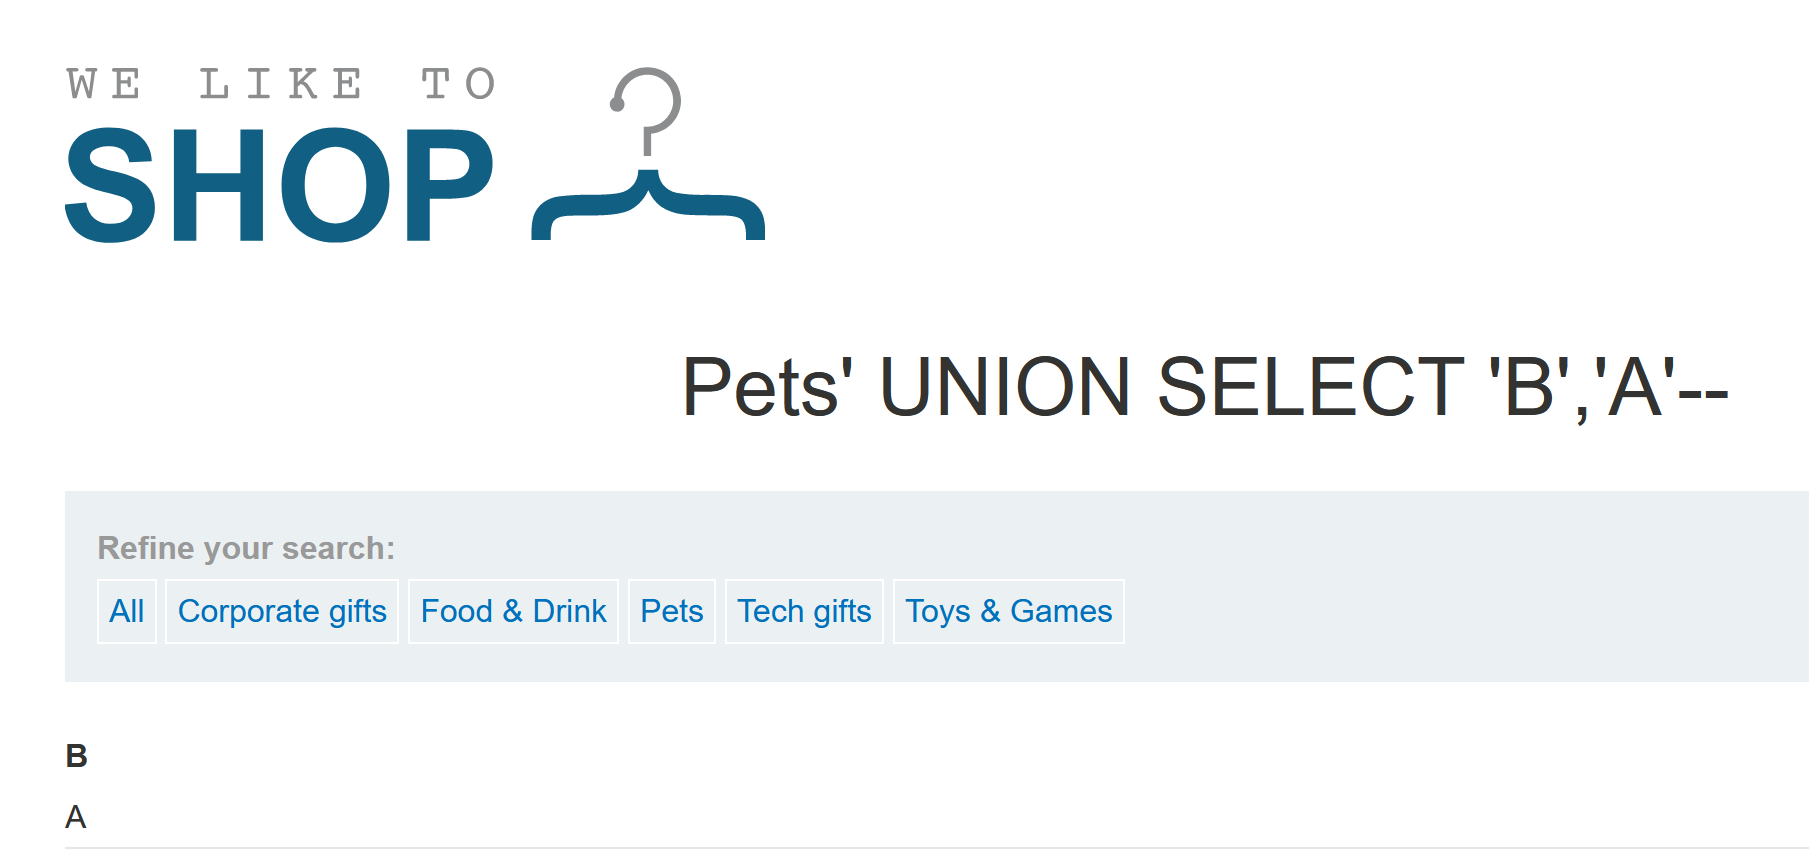 WE LIKE TO
SHOP
Pets' UNION SELECT 'B','A'--
Refine your search:
All Corporate gifts Food & Drink Pets Tech gifts Toys & Games
B
A